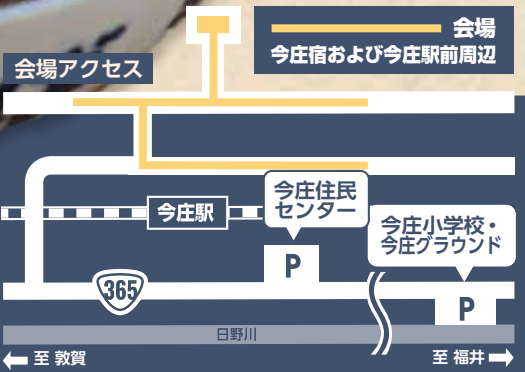 会場
今庄宿および今庄駅前周辺
会場アクセス
今庄駅
今庄住民
センター
今庄小学校・
今庄グラウンド
P
P
365
日野川
至 敦賀
至 福井